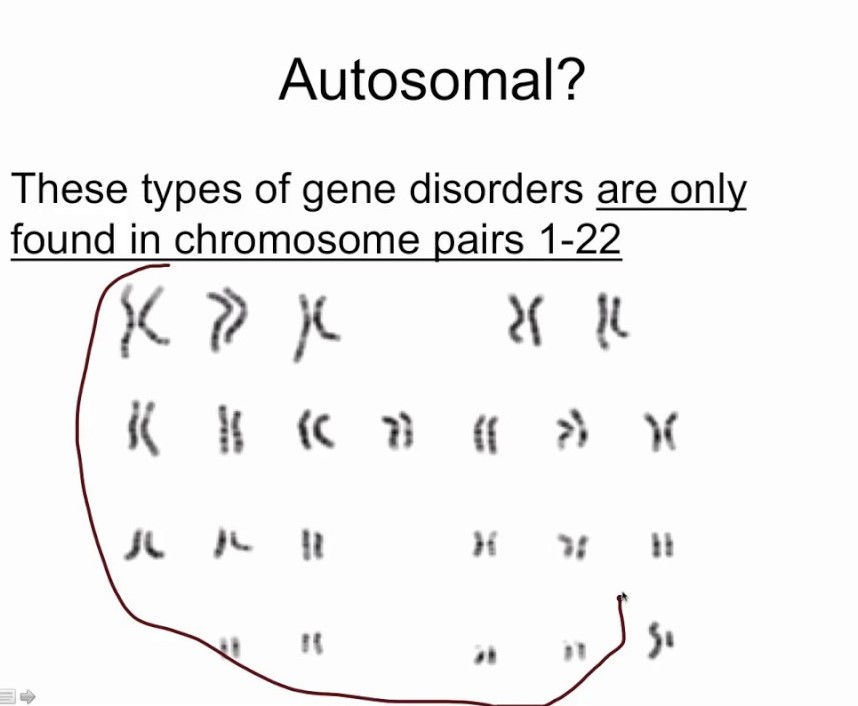 Autosomal?
These types of gene disorders are only
found in chromosome pairs 1-22